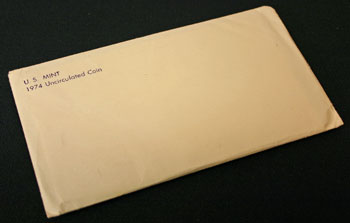 U. S. MINT
1974 Uncirculated Coin